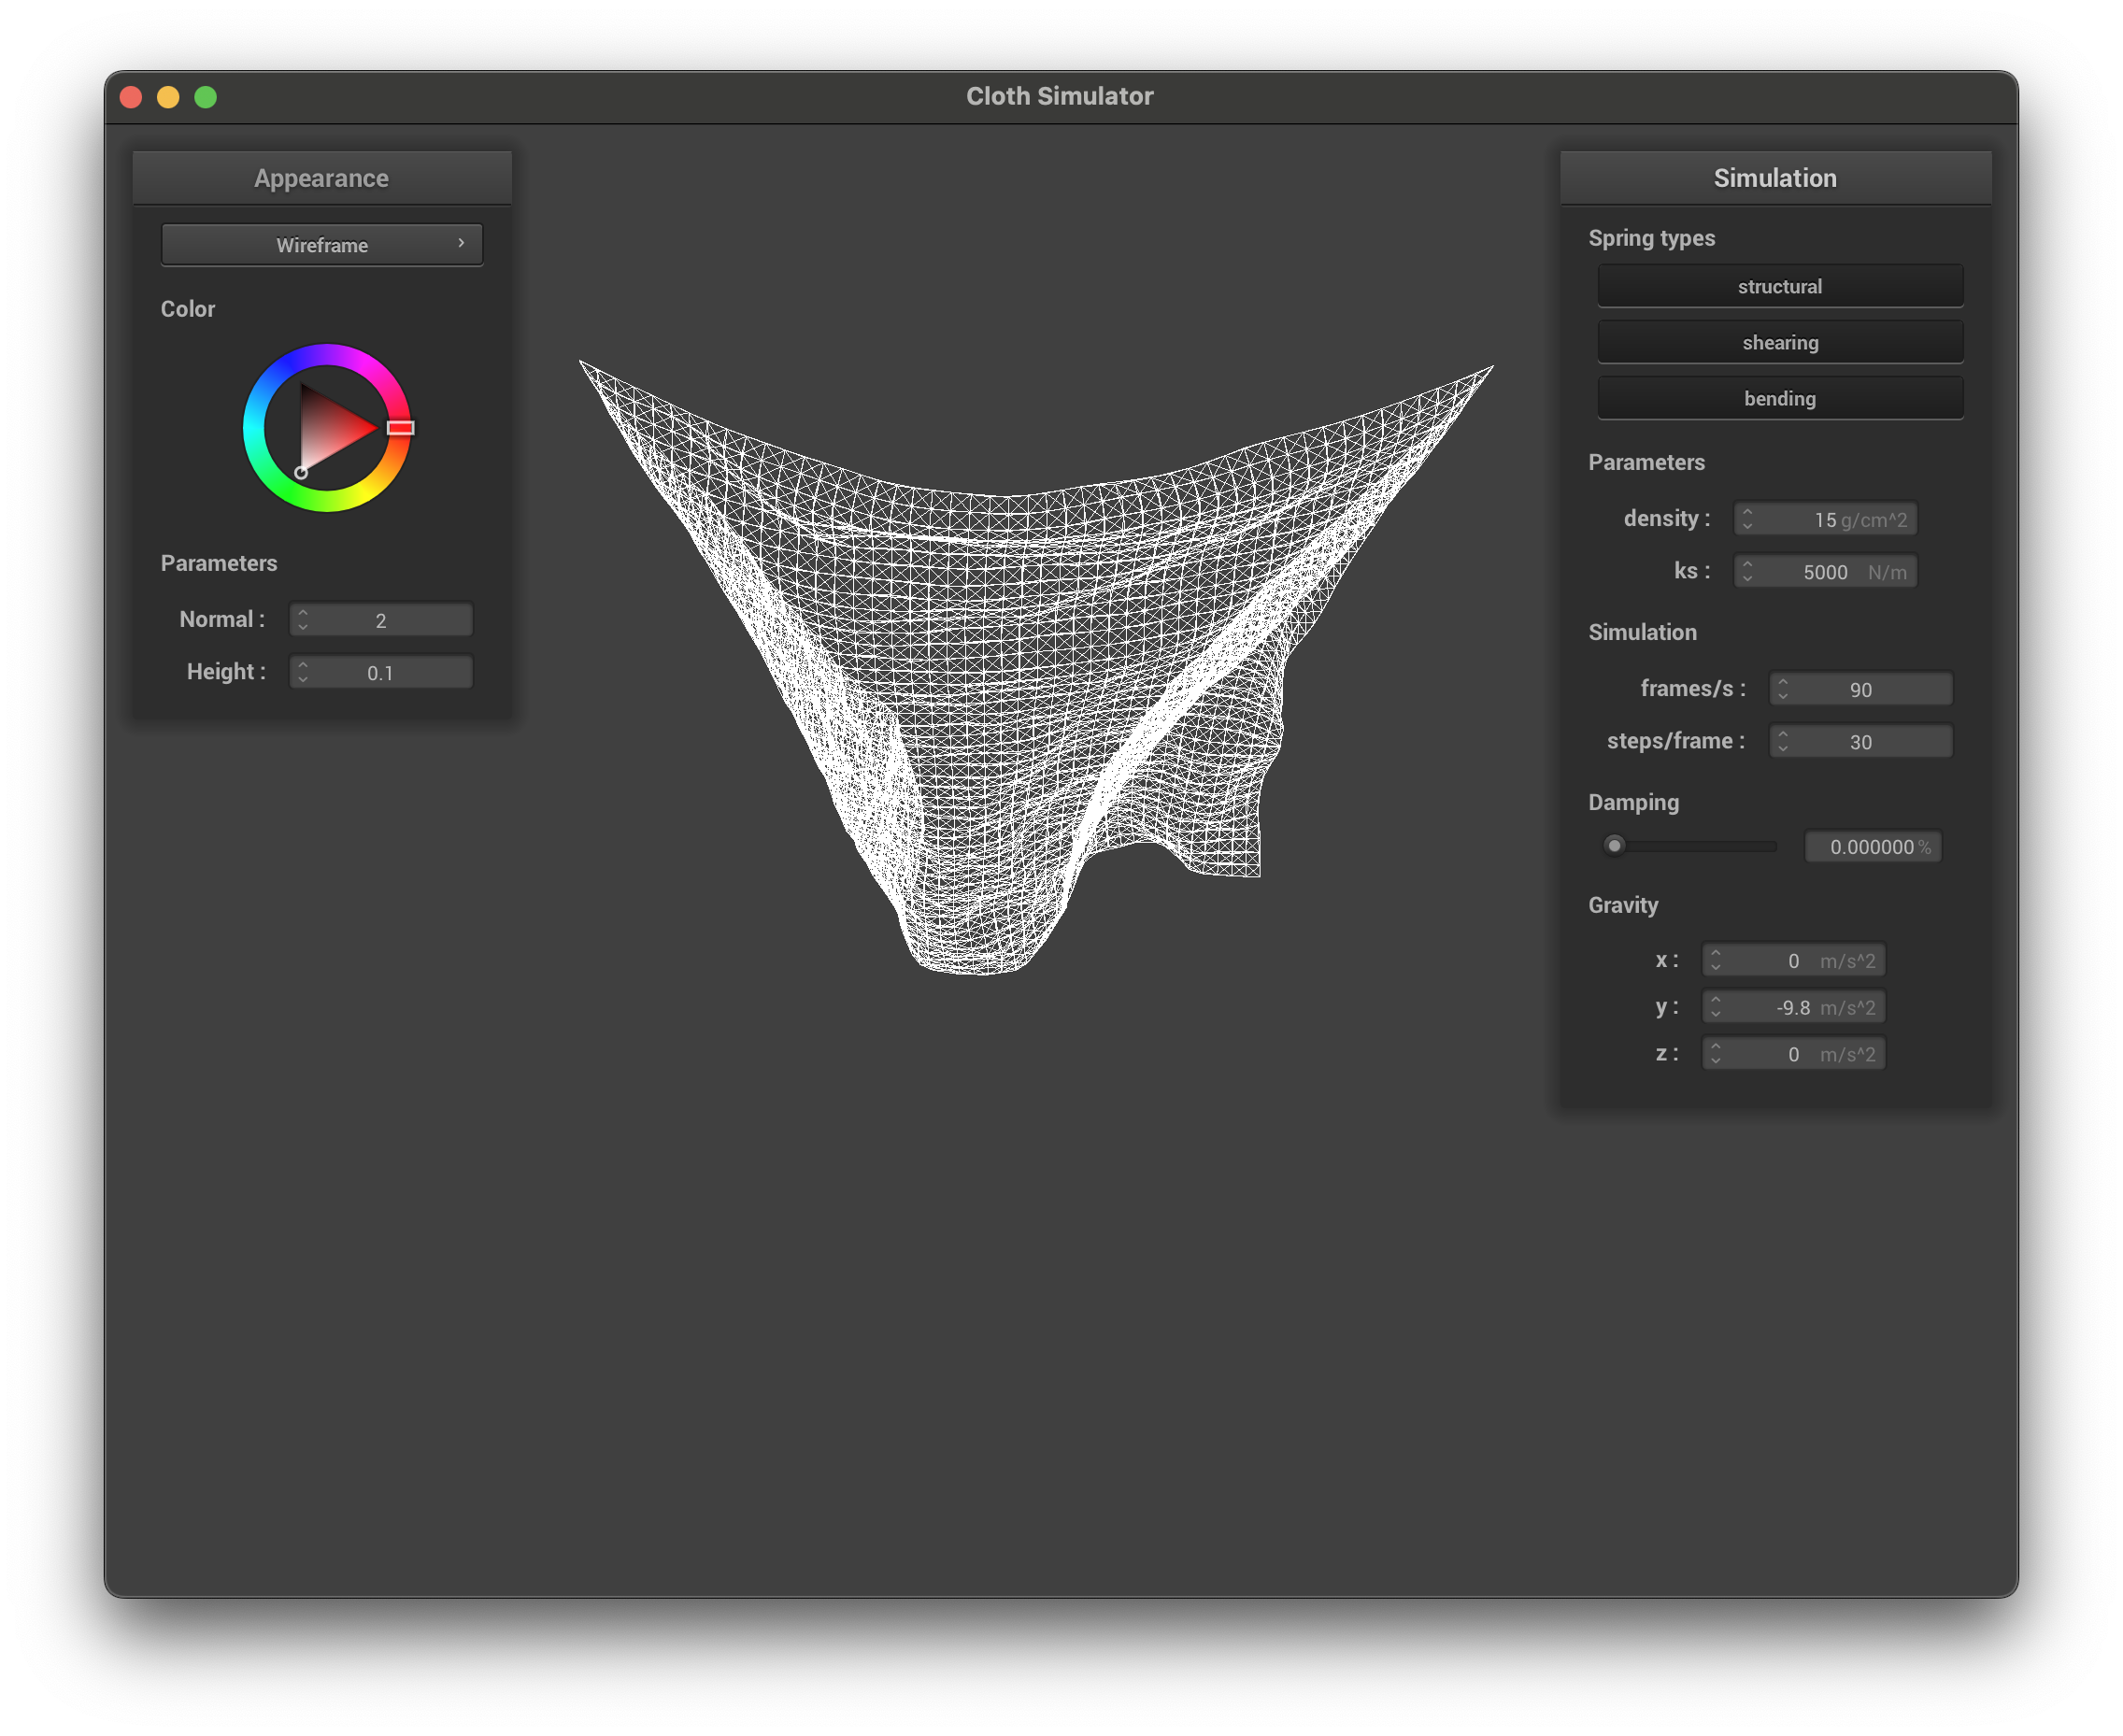 Cloth Simulator
Appearance
Wireframe
Color
Parameters
Normal : 2
Height : 0.1
Simulation
Spring types
structural
shearing
bending
Parameters
density : 15 g/cm^2
ks : 5000 N/m
Simulation
frames/s : 90
steps/frame : 30
Damping
0.000000 %
Gravity
x : 0 m/s^2
y : -9.8 m/s^2
z : 0 m/s^2